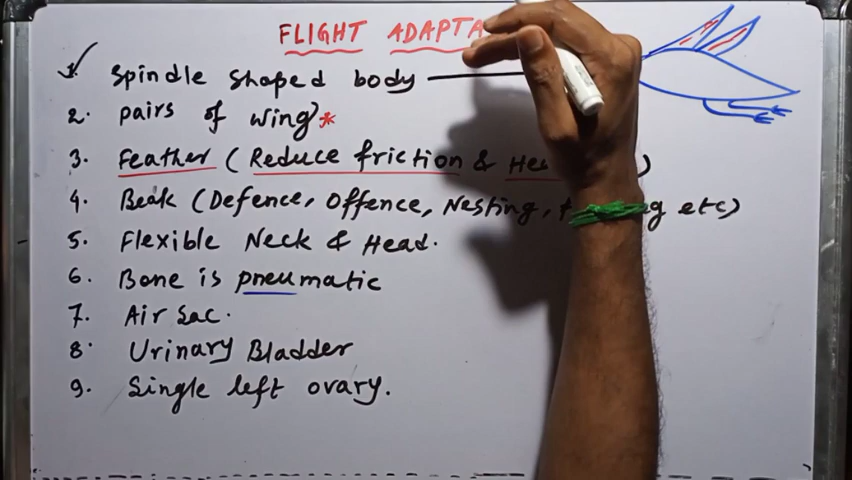 FLIGHT ADAPTA
1. Spindle shaped body
2. pairs of wing *
3. Feather (Reduce friction & Hea )
4. Beak (Defence, Offence, Nesting, g etc)
5. Flexible Neck & Head.
6. Bone is pneumatic
7. Air Sac.
8. Urinary Bladder
9. Single left ovary.